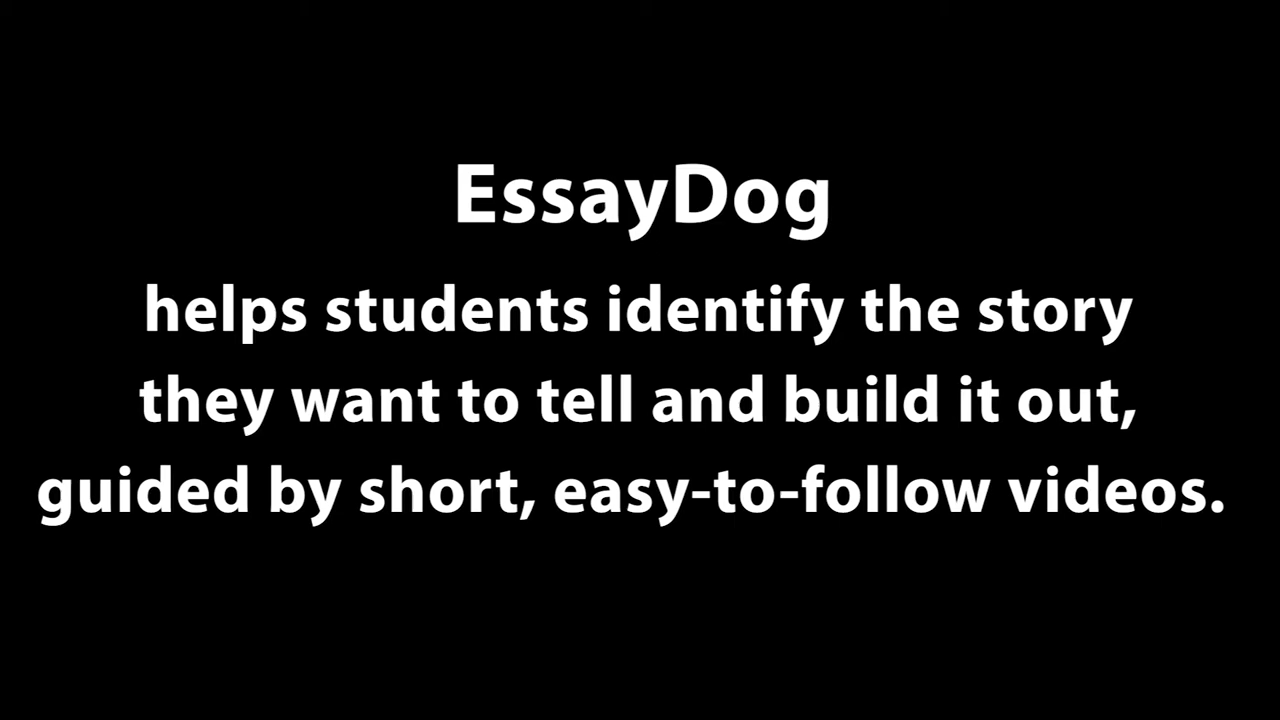 EssayDog
helps students identify the story
they want to tell and build it out,
guided by short, easy-to-follow videos.